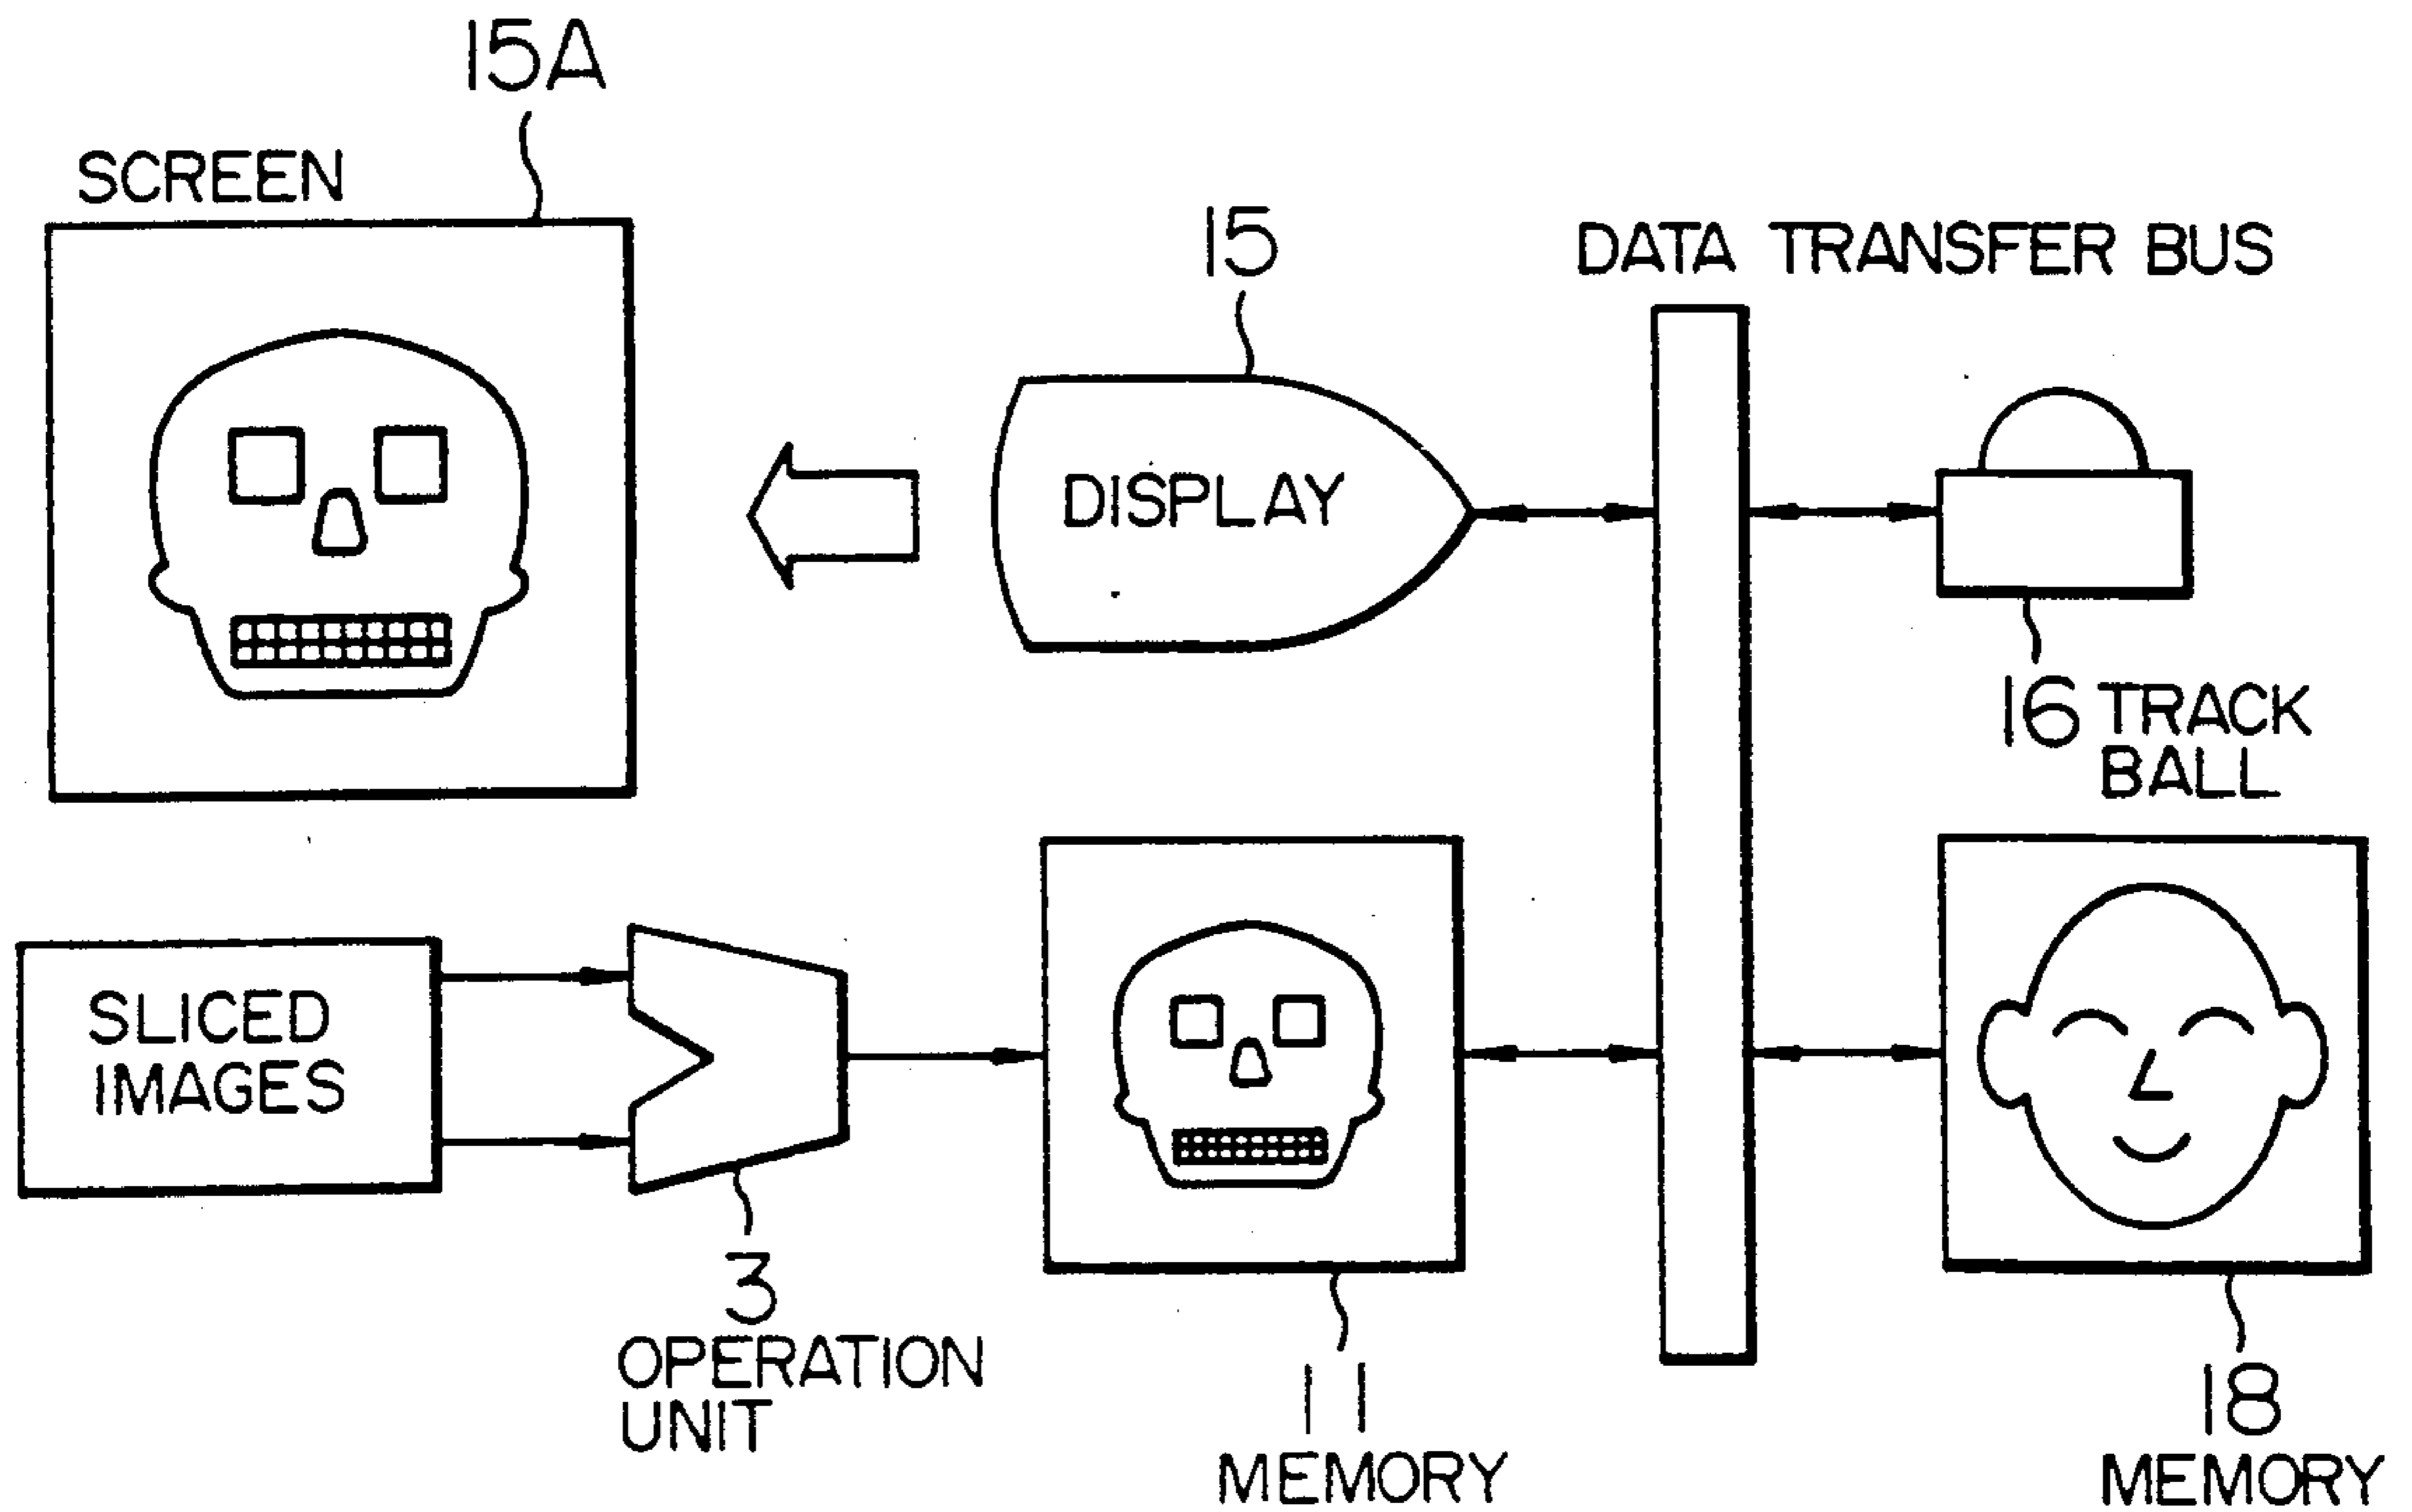 15A
SCREEN
15
DATA TRANSFER BUS
DISPLAY
16 TRACK
BALL
SLICED
IMAGES
3
OPERATION
UNIT
11
MEMORY
18
MEMORY